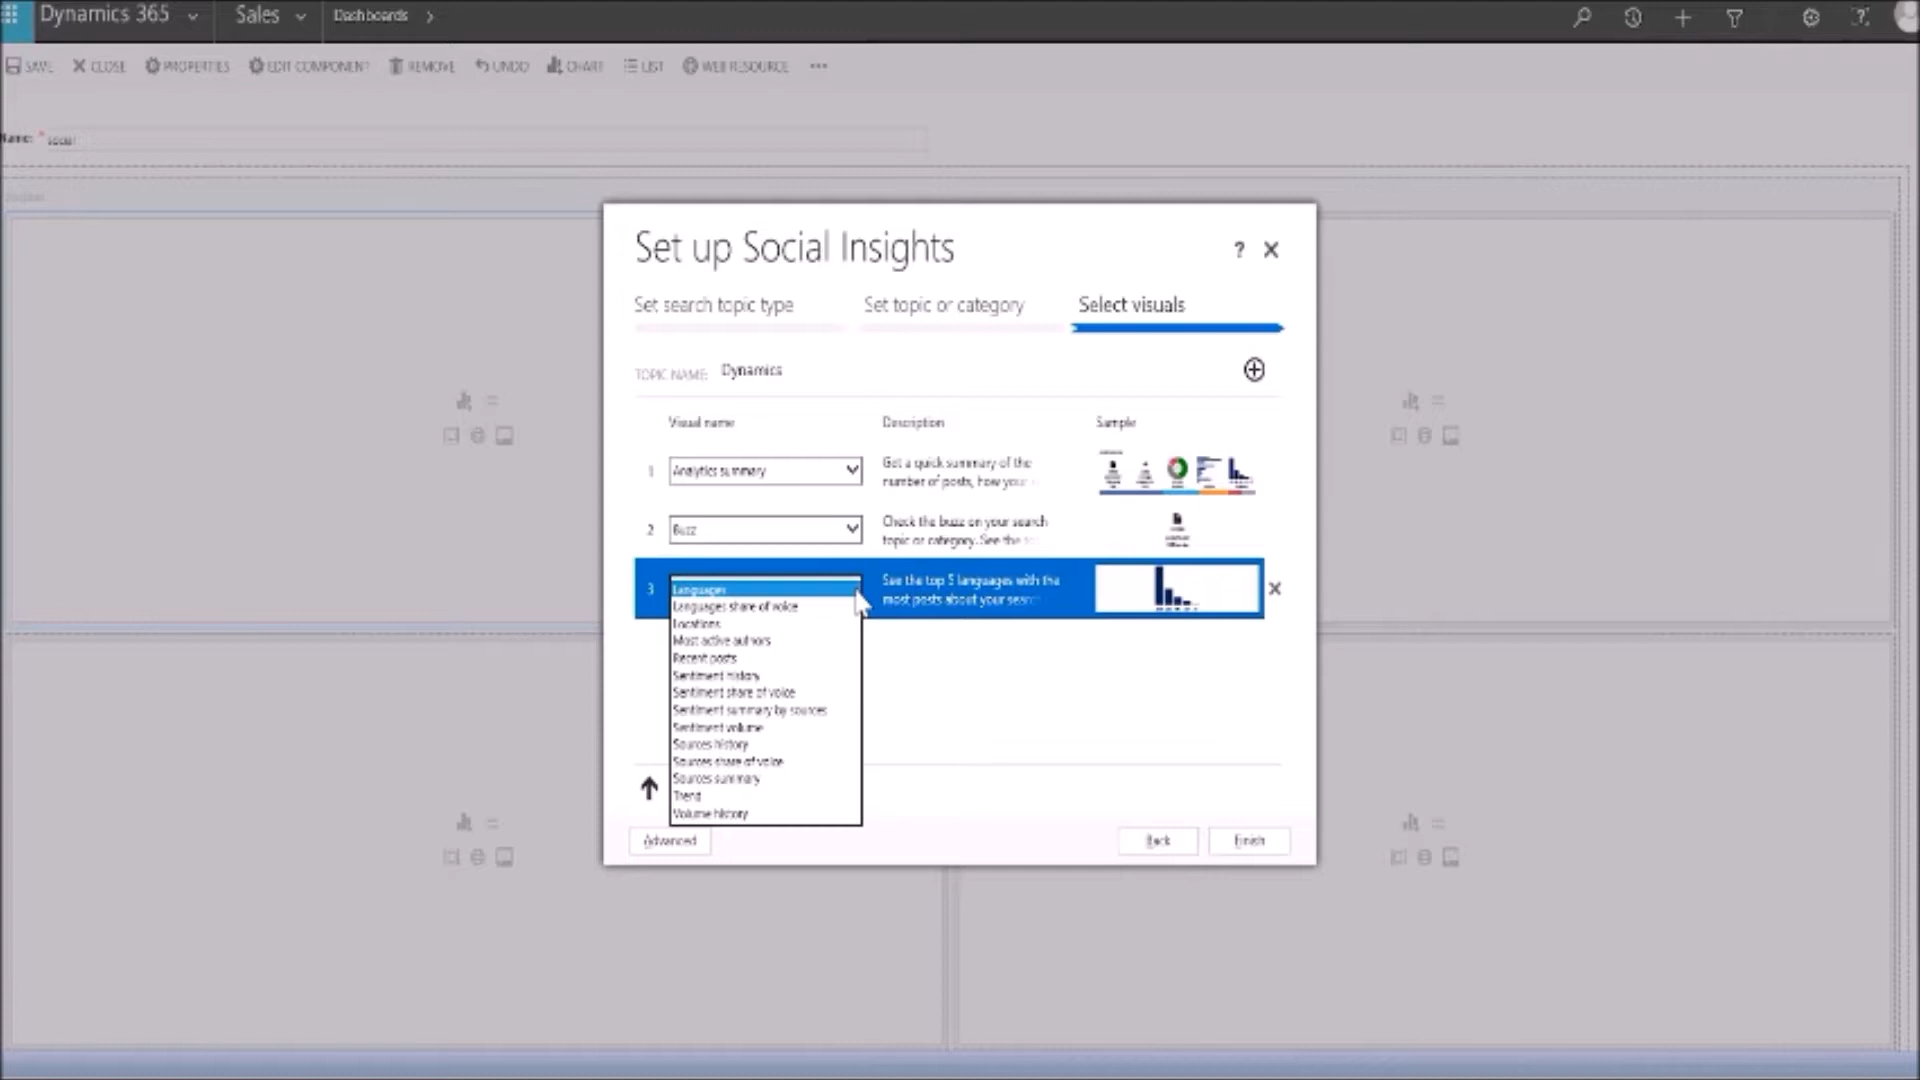 Dynamics 365
Sales
Dashboards
SAVE
CLOSE
PROPERTIES
EDIT COMPONENT
REMOVE
UNDO
CHART
LIST
WEB RESOURCE
Name: *
social
Set up Social Insights
?
Set search topic type
Set topic or category
Select visuals
TOPIC NAME: Dynamics
Visual name
Description
Sample
1
Analytics summary
Get a quick summary of the
number of posts, how your
2
Buzz
Check the buzz on your search
topic or category. See the
3
Languages
See the top 5 languages with the
most posts about your search
Languages share of voice
Locations
Most active authors
Recent posts
Sentiment history
Sentiment share of voice
Sentiment summary by sources
Sentiment volume
Sources history
Sources share of voice
Sources summary
Trend
Volume history
Advanced
Back
Finish